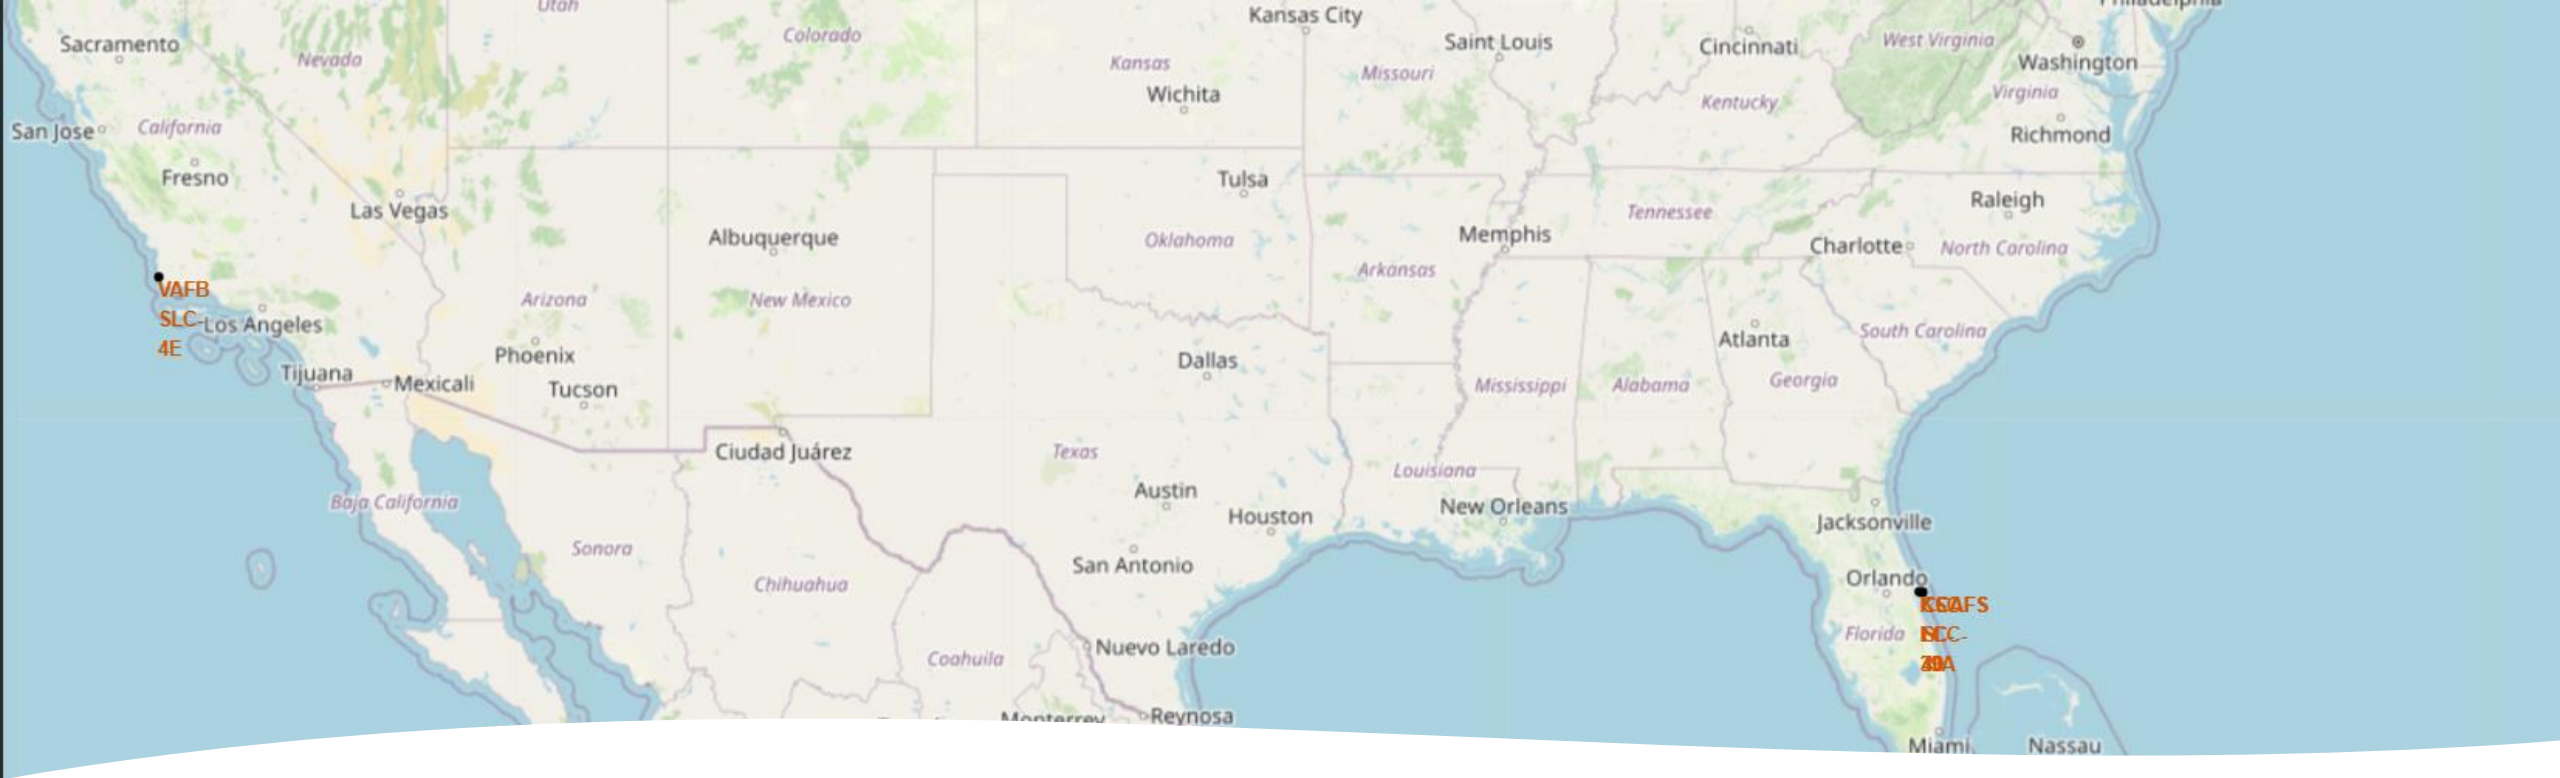 Utah
Kansas City
Philadelphia
Colorado
Sacramento
Saint Louis
Cincinnati
West Virginia
Nevada
Kansas
Missouri
Washington
Wichita
Kentucky
Virginia
San Jose
California
Richmond
Fresno
Tulsa
Las Vegas
Raleigh
Tennessee
Albuquerque
Oklahoma
Memphis
Charlotte
North Carolina
Arkansas
VAFB
SLC-
4E
Arizona
New Mexico
Los Angeles
South Carolina
Atlanta
Phoenix
Dallas
Tijuana
Mexicali
Tucson
Mississippi
Alabama
Georgia
Ciudad Juárez
Texas
Louisiana
Baja California
Austin
New Orleans
Houston
Jacksonville
Sonora
San Antonio
Orlando
Chihuahua
Florida
Nuevo Laredo
Coahuila
Monterrey
Reynosa
Miami
Nassau